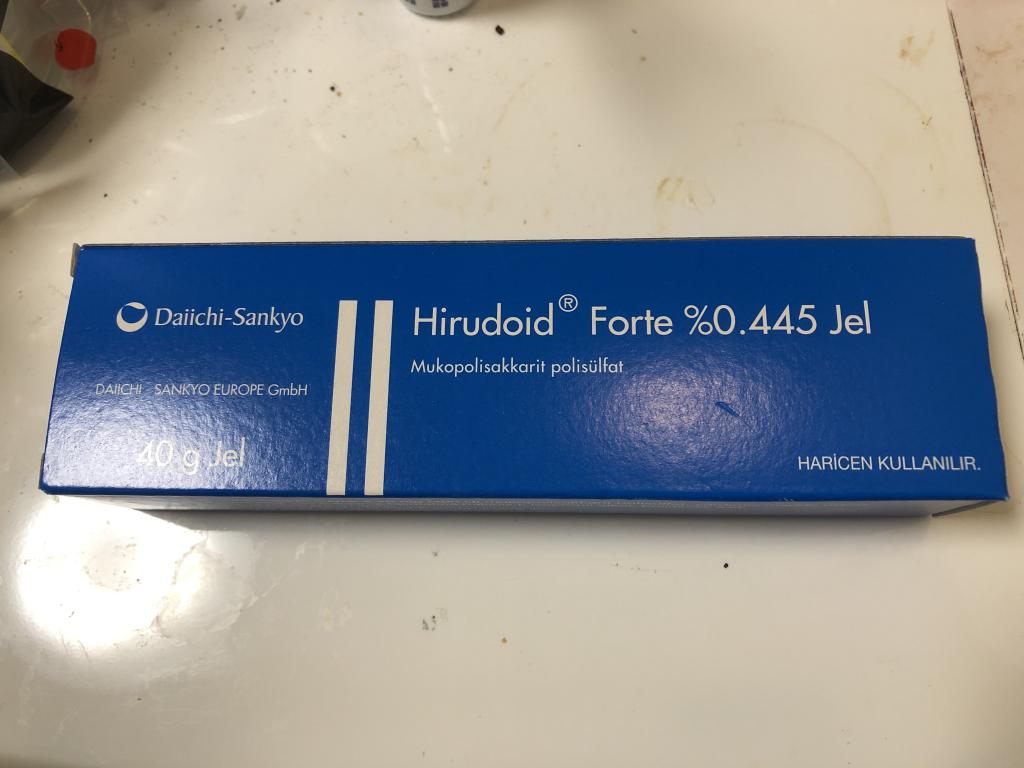 Daiichi-Sankyo
DAIICHI SANKYO EUROPE GmbH
40 g Jel
Hirudoid® Forte %0.445 Jel
Mukopolisakkarit polisülfat
HARİCEN KULLANILIR.